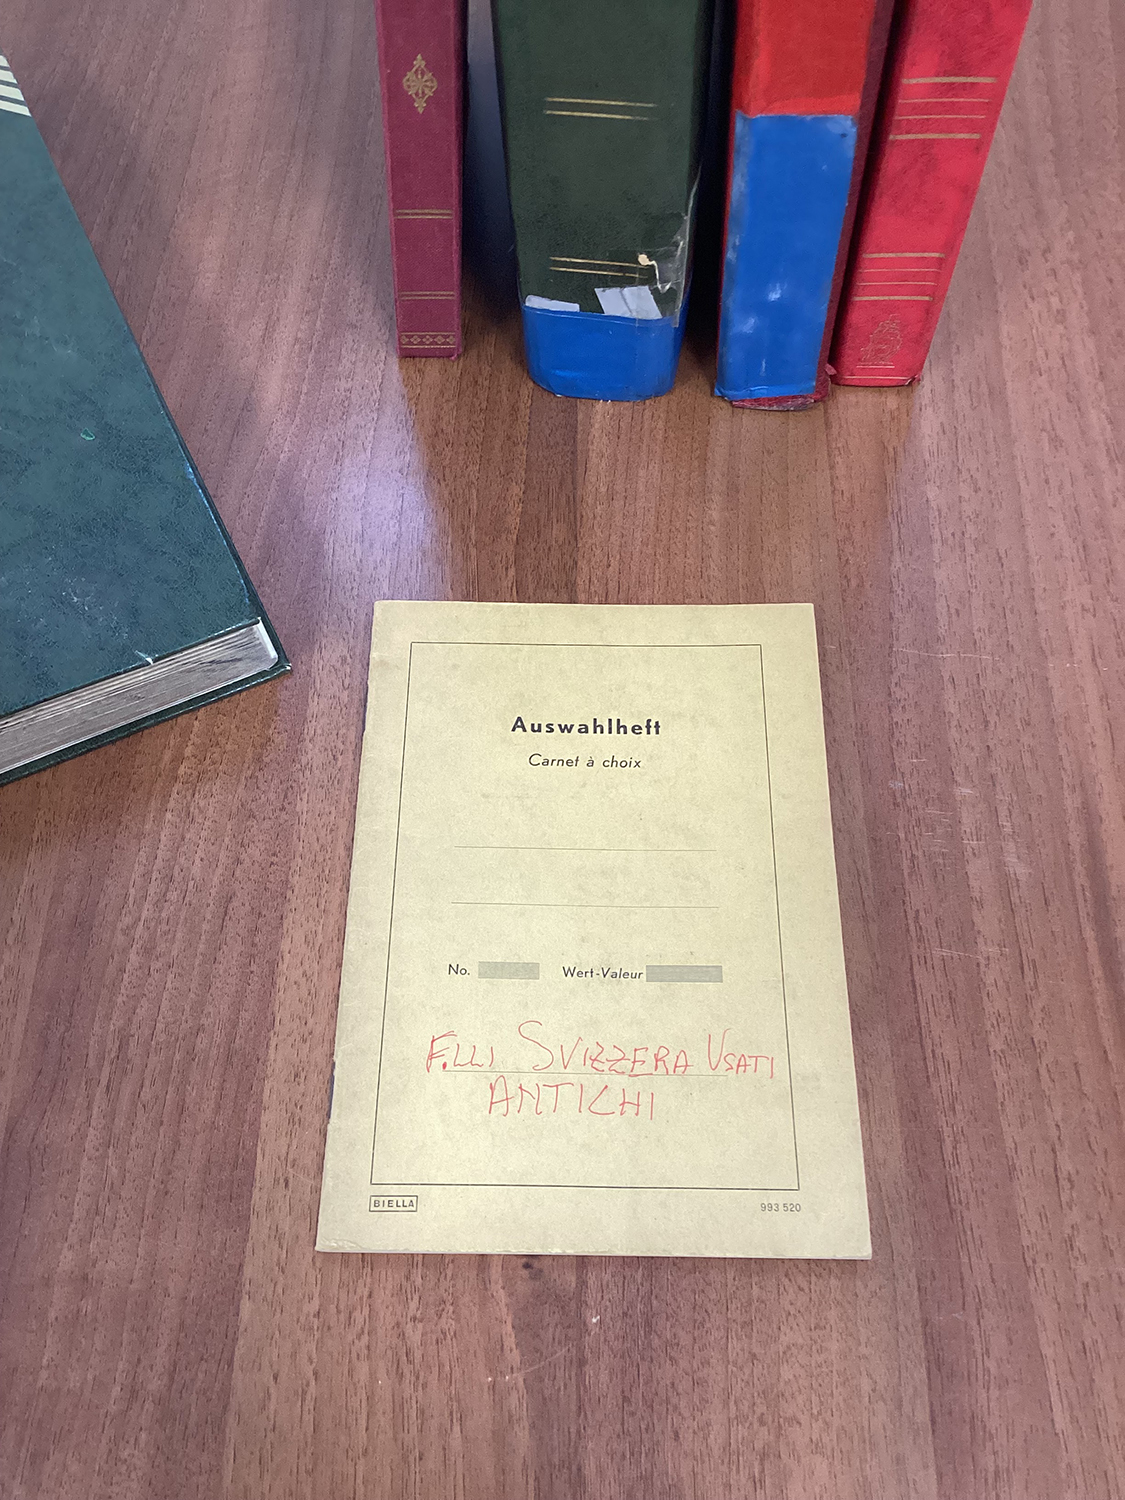 Auswahlheft
Carnet à choix
No. Wert-Valeur
F.LLI SVIZZERA USATI
ANTICHI
BIELLA
993 520